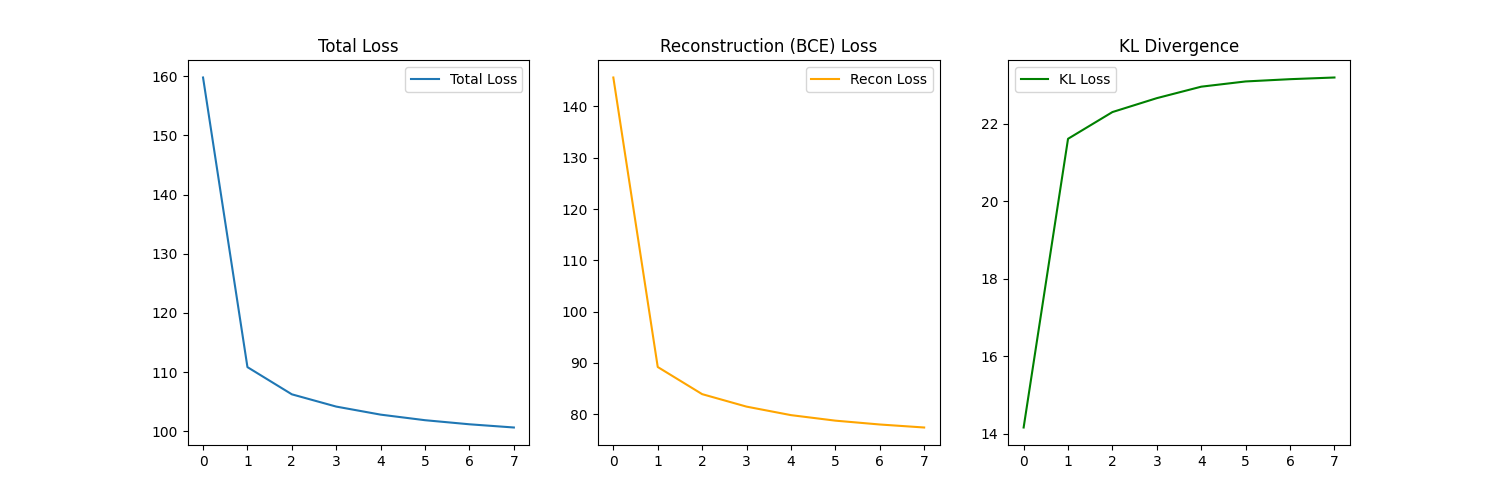 Total Loss
Total Loss
160
150
140
130
120
110
100
0 1 2 3 4 5 6 7
Reconstruction (BCE) Loss
Recon Loss
140
130
120
110
100
90
80
0 1 2 3 4 5 6 7
KL Divergence
KL Loss
22
20
18
16
14
0 1 2 3 4 5 6 7